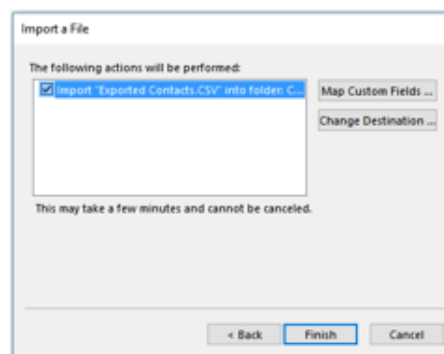 Import a File
The following actions will be performed:
Import "Exported Contacts.CSV" into folder: C...
Map Custom Fields ...
Change Destination ...
This may take a few minutes and cannot be canceled.
< Back
Finish
Cancel